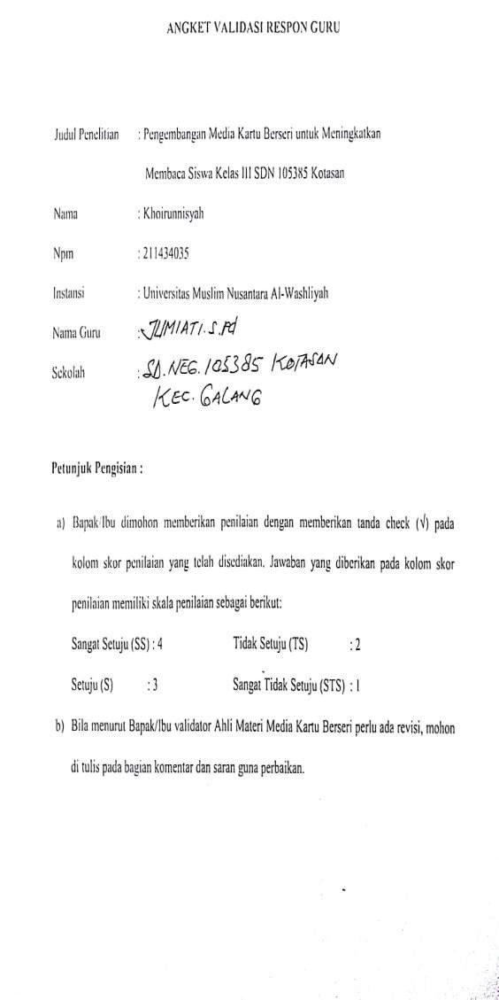 ANGKET VALIDASI RESPON GURU
Judul Penelitian : Pengembangan Media Kartu Berseri untuk Meningkatkan
Membaca Siswa Kelas III SDN 105385 Kotasan
Nama : Khoirunnisyah
Npm : 211434035
Instansi : Universitas Muslim Nusantara Al-Washliyah
Nama Guru : JUMIATI. S.Pd
Sekolah : SD. NEG. 105385 KOTASAN
KEC. GALANG
Petunjuk Pengisian :
a) Bapak/Ibu dimohon memberikan penilaian dengan memberikan tanda check (√) pada
kolom skor penilaian yang telah disediakan. Jawaban yang diberikan pada kolom skor
penilaian memiliki skala penilaian sebagai berikut:
Sangat Setuju (SS) : 4 Tidak Setuju (TS) : 2
Setuju (S) : 3 Sangat Tidak Setuju (STS) : 1
b) Bila menurut Bapak/Ibu validator Ahli Materi Media Kartu Berseri perlu ada revisi, mohon
di tulis pada bagian komentar dan saran guna perbaikan.